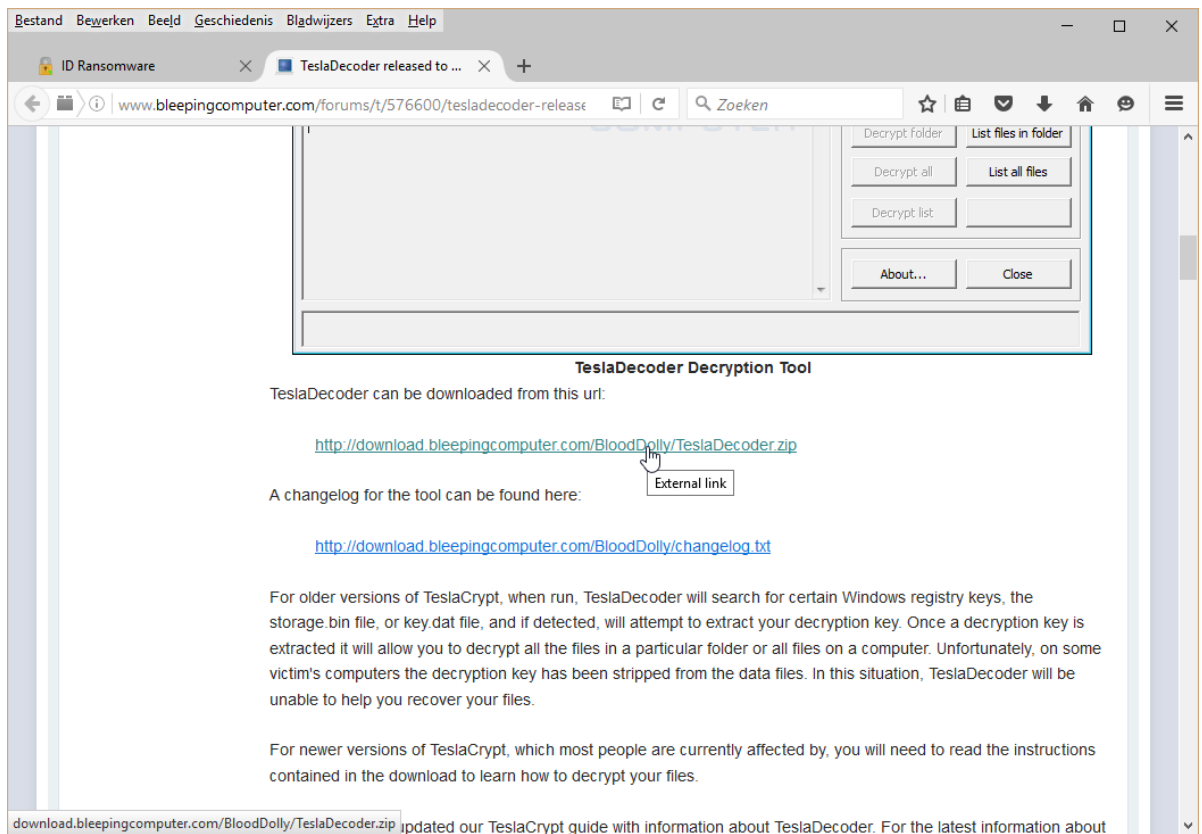 Bestand Bewerken Beeld Geschiedenis Bladwijzers Extra Help
ID Ransomware
TeslaDecoder released to ...
www.bleepingcomputer.com/forums/t/576600/tesladecoder-release
Zoeken
Decrypt folder List files in folder
Decrypt all List all files
Decrypt list
About... Close
TeslaDecoder Decryption Tool
TeslaDecoder can be downloaded from this url:
http://download.bleepingcomputer.com/BloodDolly/TeslaDecoder.zip
External link
A changelog for the tool can be found here:
http://download.bleepingcomputer.com/BloodDolly/changelog.txt
For older versions of TeslaCrypt, when run, TeslaDecoder will search for certain Windows registry keys, the
storage.bin file, or key.dat file, and if detected, will attempt to extract your decryption key. Once a decryption key is
extracted it will allow you to decrypt all the files in a particular folder or all files on a computer. Unfortunately, on some
victim's computers the decryption key has been stripped from the data files. In this situation, TeslaDecoder will be
unable to help you recover your files.
For newer versions of TeslaCrypt, which most people are currently affected by, you will need to read the instructions
contained in the download to learn how to decrypt your files.
updated our TeslaCrypt guide with information about TeslaDecoder. For the latest information about
download.bleepingcomputer.com/BloodDolly/TeslaDecoder.zip